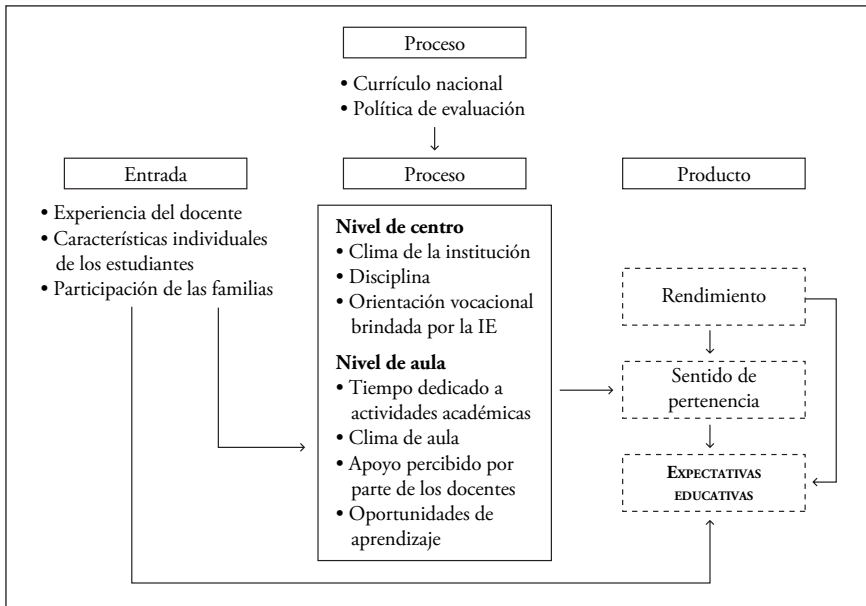 Proceso
• Currículo nacional
• Política de evaluación
Entrada
• Experiencia del docente
• Características individuales
de los estudiantes
• Participación de las familias
Proceso
Nivel de centro
• Clima de la institución
• Disciplina
• Orientación vocacional
brindada por la IE
Nivel de aula
• Tiempo dedicado a
actividades académicas
• Clima de aula
• Apoyo percibido por
parte de los docentes
• Oportunidades de
aprendizaje
Producto
Rendimiento
Sentido de
pertenencia
EXPECTATIVAS
EDUCATIVAS